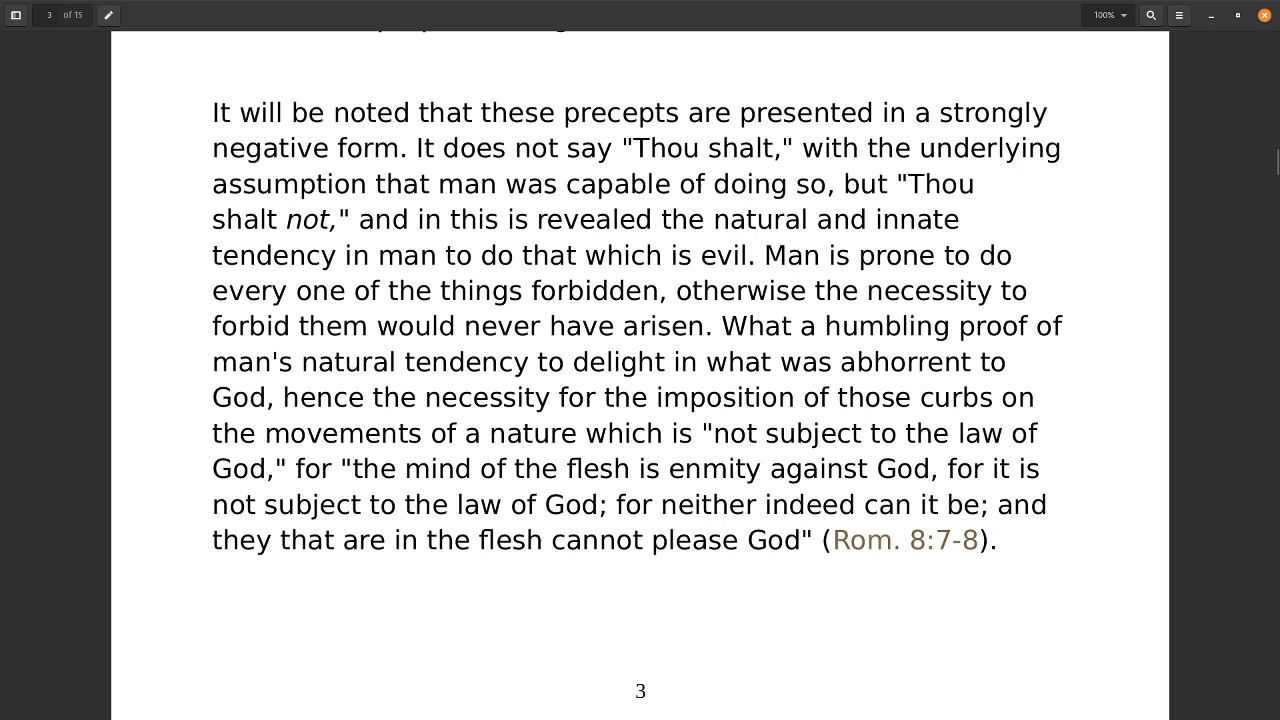 3 of 15
100%
It will be noted that these precepts are presented in a strongly
negative form. It does not say "Thou shalt," with the underlying
assumption that man was capable of doing so, but "Thou
shalt not," and in this is revealed the natural and innate
tendency in man to do that which is evil. Man is prone to do
every one of the things forbidden, otherwise the necessity to
forbid them would never have arisen. What a humbling proof of
man's natural tendency to delight in what was abhorrent to
God, hence the necessity for the imposition of those curbs on
the movements of a nature which is "not subject to the law of
God," for "the mind of the flesh is enmity against God, for it is
not subject to the law of God; for neither indeed can it be; and
they that are in the flesh cannot please God" (Rom. 8:7-8).
3